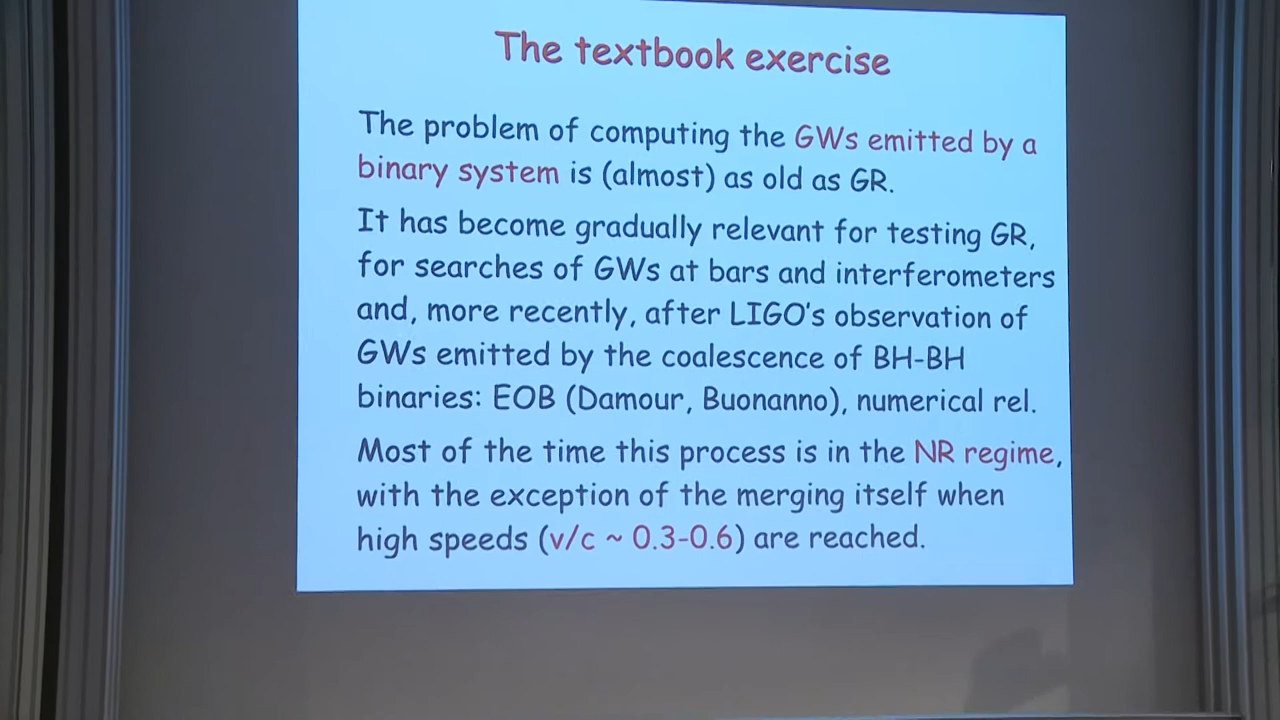 The textbook exercise
The problem of computing the GWs emitted by a
binary system is (almost) as old as GR.
It has become gradually relevant for testing GR,
for searches of GWs at bars and interferometers
and, more recently, after LIGO's observation of
GWs emitted by the coalescence of BH-BH
binaries: EOB (Damour, Buonanno), numerical rel.
Most of the time this process is in the NR regime,
with the exception of the merging itself when
high speeds (v/c ~ 0.3-0.6) are reached.